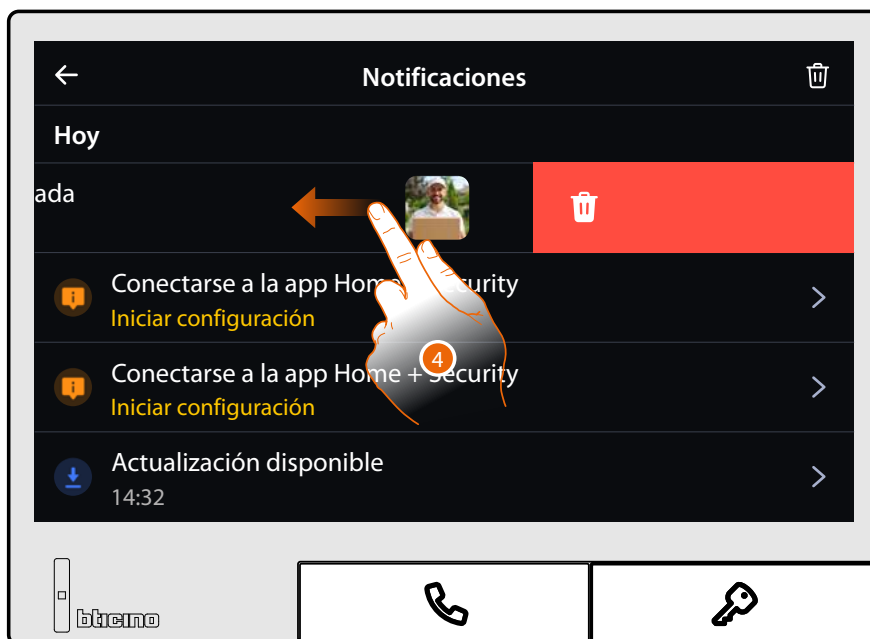 Notificaciones
Hoy
ada
Conectarse a la app Home + Security
Iniciar configuración
4
Conectarse a la app Home + Security
Iniciar configuración
Actualización disponible
14:32
bticino